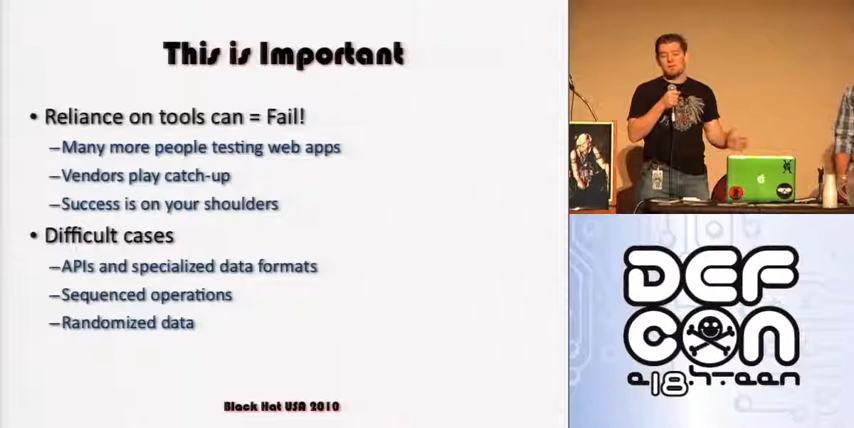 This is Important
• Reliance on tools can = Fail!
–Many more people testing web apps
–Vendors play catch-up
–Success is on your shoulders
• Difficult cases
–APIs and specialized data formats
–Sequenced operations
–Randomized data
Black Hat USA 2010
DEF
CON
e18h.teen